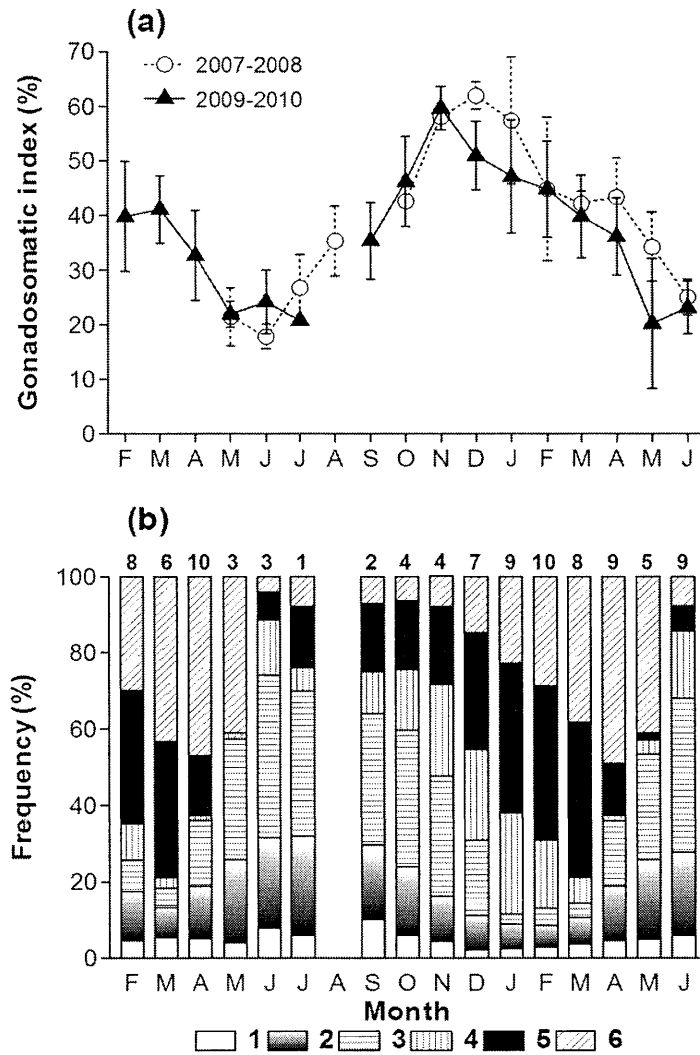 (a)
Gonadosomatic index (%)
70
60
50
40
30
20
10
0
2007-2008
2009-2010
F M A M J J A S O N D J F M A M J
(b)
8 6 10 3 3 1 2 4 4 7 9 10 8 9 5 9
Frequency (%)
100
80
60
40
20
0
F M A M J J A S O N D J F M A M J
Month
1 2 3 4 5 6